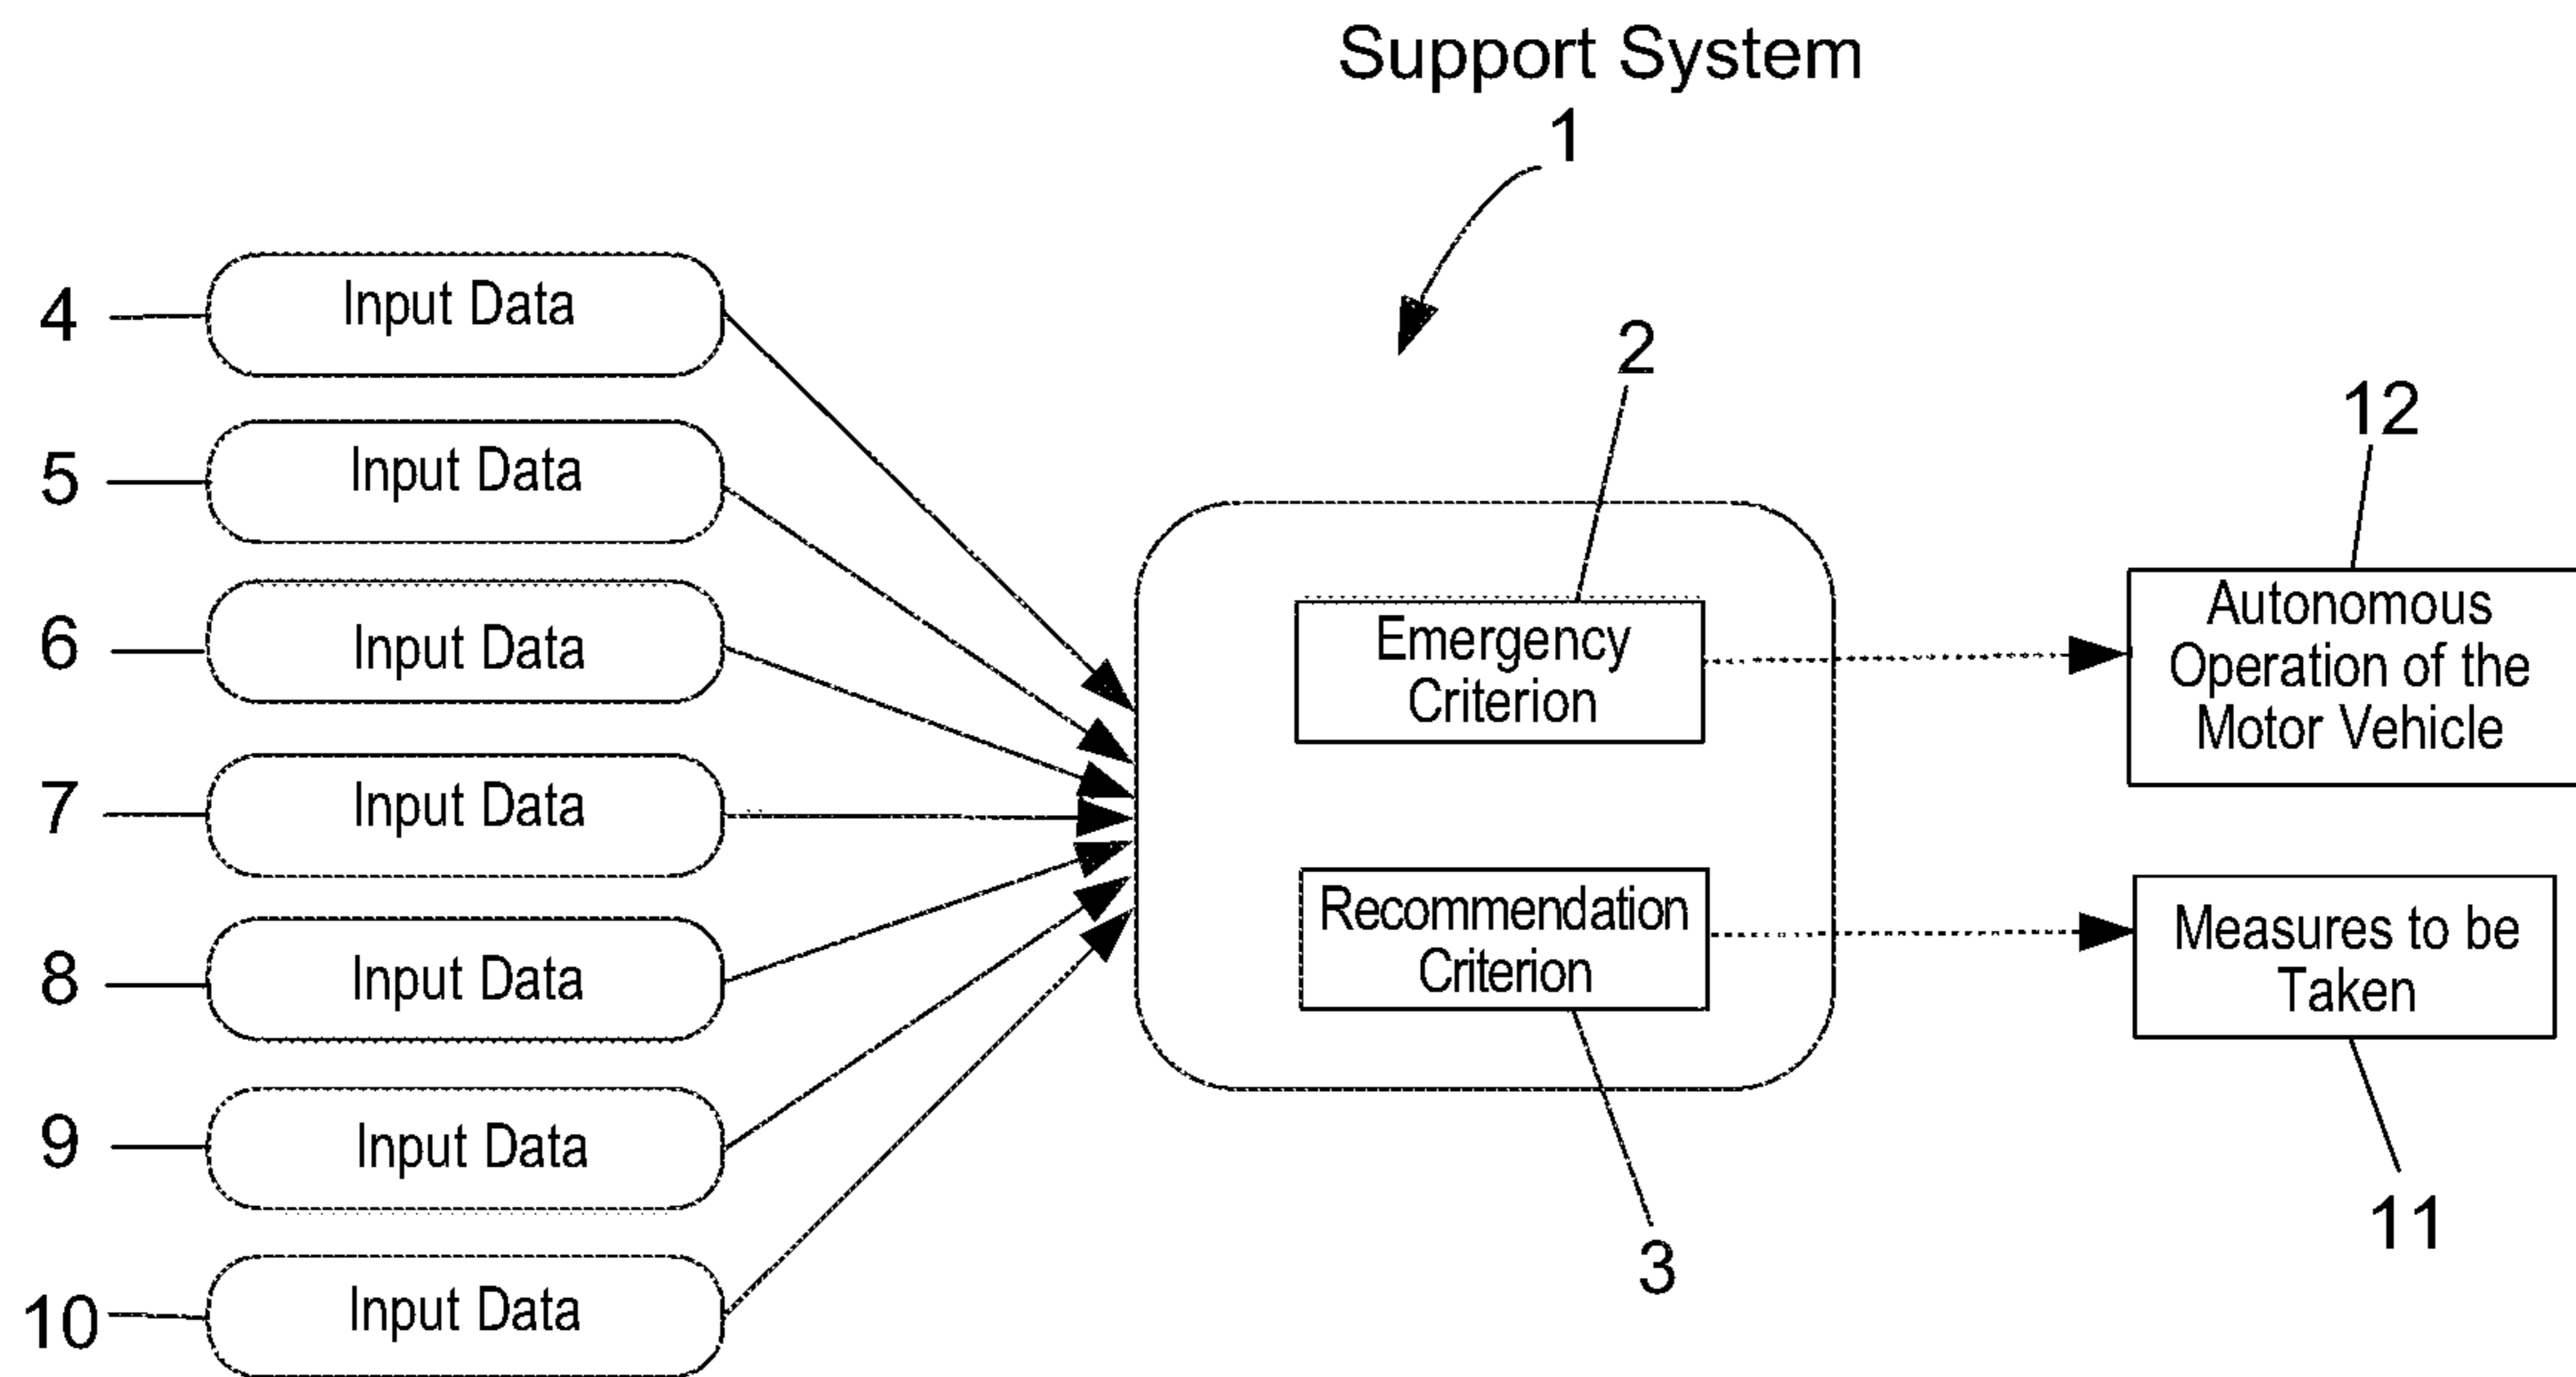 Support System
1
4
Input Data
5
Input Data
6
Input Data
7
Input Data
8
Input Data
9
Input Data
10
Input Data
2
Emergency
Criterion
Recommendation
Criterion
3
12
Autonomous
Operation of the
Motor Vehicle
Measures to be
Taken
11